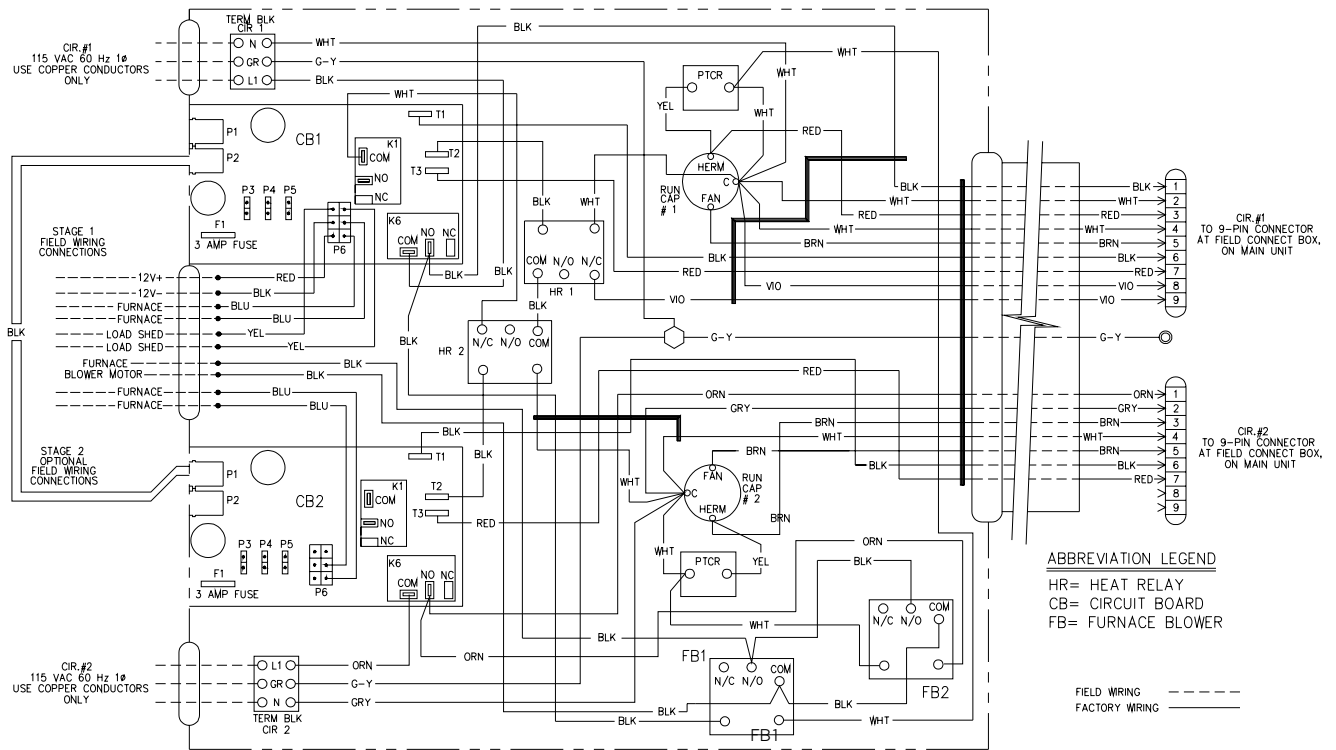 TERM BLK
CIR 1
CIR.#1
115 VAC 60 Hz 1ø
USE COPPER CONDUCTORS
ONLY
N
GR
L1
WHT
G-Y
BLK
BLK
WHT
P1
P2
CB1
K1
COM
NO
NC
T1
T2
T3
P3 P4 P5
F1
3 AMP FUSE
P6
K6
COM NO NC
BLK
BLK
PTCR
YEL
WHT
WHT
WHT
RED
HERM
C
FAN
RUN
CAP
# 1
BLK
WHT
COM N/O N/C
HR 1
BLK
WHT
RED
WHT
BRN
BLK
RED
VIO
VIO
BLK
WHT
RED
WHT
BRN
BLK
RED
VIO
VIO
1
2
3
4
5
6
7
8
9
CIR.#1
TO 9-PIN CONNECTOR
AT FIELD CONNECT BOX,
ON MAIN UNIT
STAGE 1
FIELD WIRING
CONNECTIONS
12V+
12V-
FURNACE
FURNACE
LOAD SHED
LOAD SHED
FURNACE
BLOWER MOTOR
FURNACE
FURNACE
RED
BLK
BLU
BLU
YEL
YEL
BLK
BLK
BLU
BLU
BLK
BLK
BLK
N/C N/O COM
HR 2
G-Y
G-Y
RED
ORN
GRY
BRN
WHT
BRN
BLK
ORN
GRY
BRN
WHT
BRN
BLK
RED
1
2
3
4
5
6
7
8
9
CIR.#2
TO 9-PIN CONNECTOR
AT FIELD CONNECT BOX,
ON MAIN UNIT
STAGE 2
OPTIONAL
FIELD WIRING
CONNECTIONS
P1
P2
CB2
K1
COM
NO
NC
BLK
T1
T2
T3
BLK
RED
WHT
FAN
C
HERM
RUN
CAP
# 2
BRN
WHT
YEL
PTCR
P3 P4 P5
F1
3 AMP FUSE
P6
K6
COM NO NC
ORN
BLK
WHT
BLK
ORN
N/C N/O COM
FB2
FB1
N/C N/O COM
FB1
BLK
BLK
BLK
WHT
CIR.#2
115 VAC 60 Hz 1ø
USE COPPER CONDUCTORS
ONLY
L1
GR
N
ORN
G-Y
GRY
TERM BLK
CIR 2
ABBREVIATION LEGEND
HR= HEAT RELAY
CB= CIRCUIT BOARD
FB= FURNACE BLOWER
FIELD WIRING
FACTORY WIRING